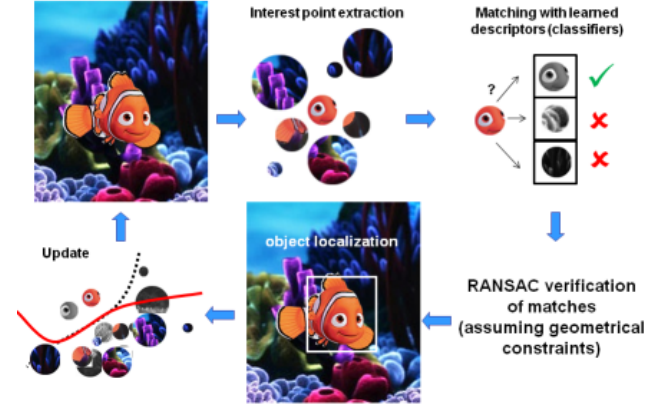 Interest point extraction
Matching with learned
descriptors (classifiers)
?
RANSAC verification
of matches
(assuming geometrical
constraints)
object localization
Update